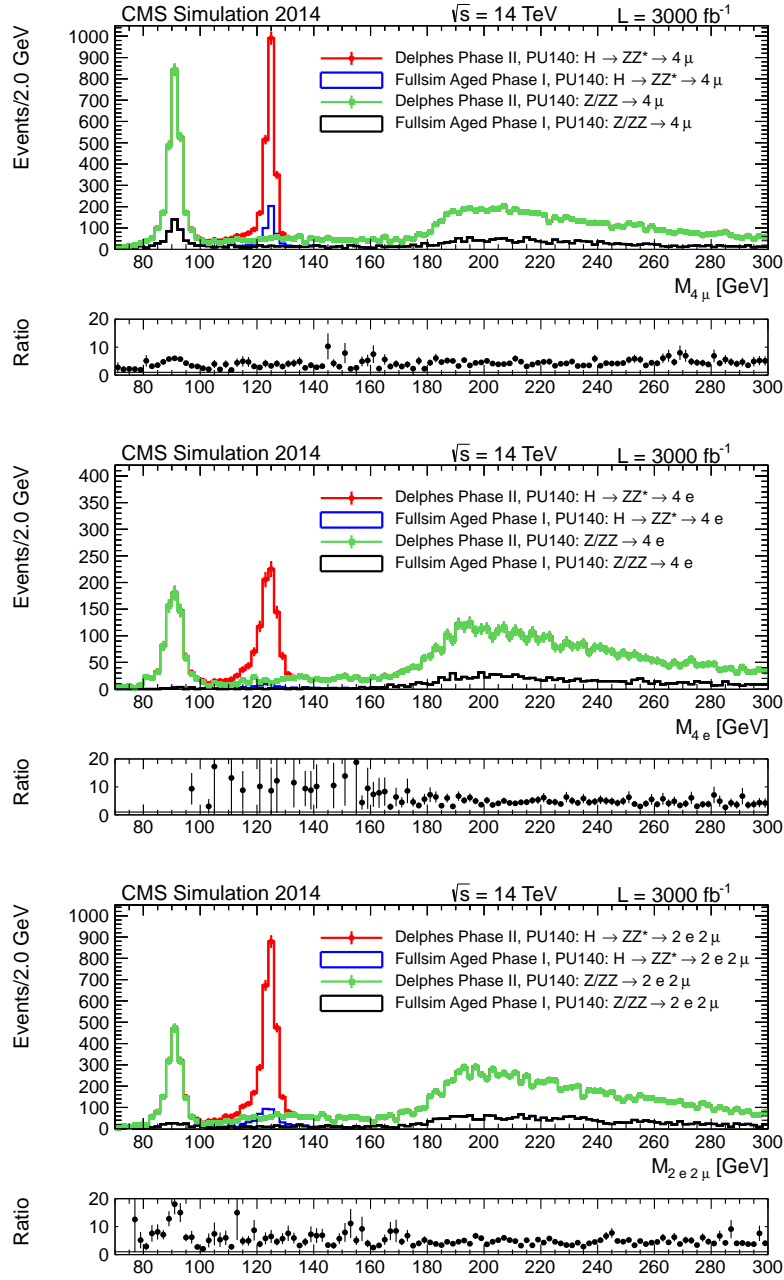 CMS Simulation 2014 √s = 14 TeV L = 3000 fb⁻¹
Events/2.0 GeV
1000
900
800
700
600
500
400
300
200
100
0
Delphes Phase II, PU140: H → ZZ* → 4 μ
Fullsim Aged Phase I, PU140: H → ZZ* → 4 μ
Delphes Phase II, PU140: Z/ZZ → 4 μ
Fullsim Aged Phase I, PU140: Z/ZZ → 4 μ
80 100 120 140 160 180 200 220 240 260 280 300
M4 μ [GeV]
Ratio
20
10
0
80 100 120 140 160 180 200 220 240 260 280 300
CMS Simulation 2014 √s = 14 TeV L = 3000 fb⁻¹
Events/2.0 GeV
400
350
300
250
200
150
100
50
0
Delphes Phase II, PU140: H → ZZ* → 4 e
Fullsim Aged Phase I, PU140: H → ZZ* → 4 e
Delphes Phase II, PU140: Z/ZZ → 4 e
Fullsim Aged Phase I, PU140: Z/ZZ → 4 e
80 100 120 140 160 180 200 220 240 260 280 300
M4 e [GeV]
Ratio
20
10
0
80 100 120 140 160 180 200 220 240 260 280 300
CMS Simulation 2014 √s = 14 TeV L = 3000 fb⁻¹
Events/2.0 GeV
1000
900
800
700
600
500
400
300
200
100
0
Delphes Phase II, PU140: H → ZZ* → 2 e 2 μ
Fullsim Aged Phase I, PU140: H → ZZ* → 2 e 2 μ
Delphes Phase II, PU140: Z/ZZ → 2 e 2 μ
Fullsim Aged Phase I, PU140: Z/ZZ → 2 e 2 μ
80 100 120 140 160 180 200 220 240 260 280 300
M2 e 2 μ [GeV]
Ratio
20
10
0
80 100 120 140 160 180 200 220 240 260 280 300